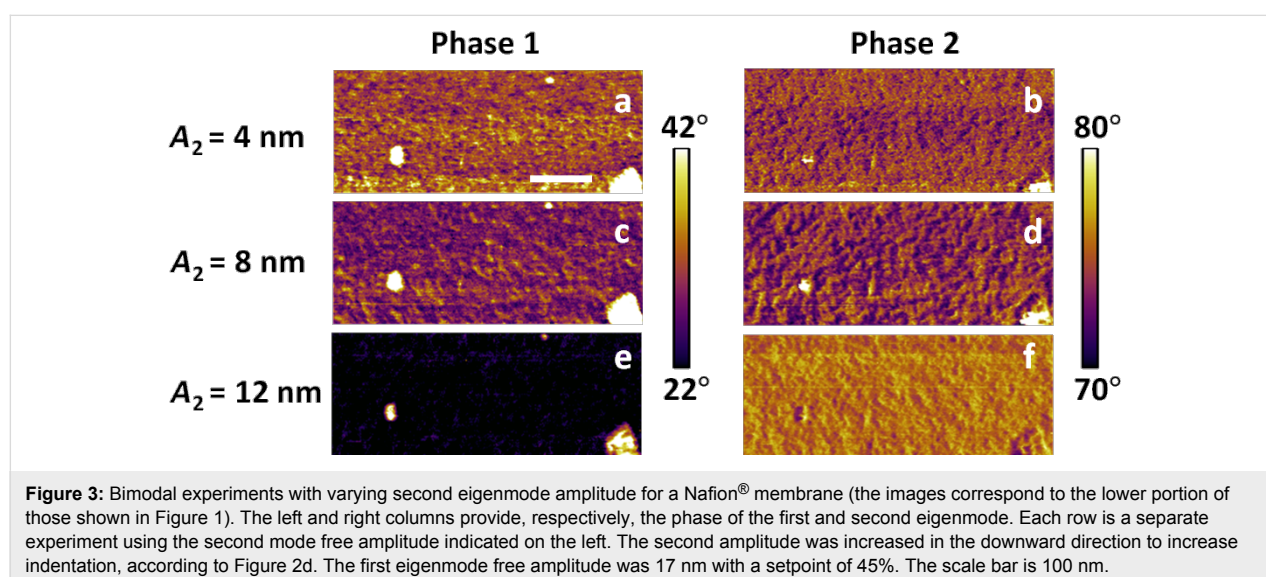 Phase 1
Phase 2
A2 = 4 nm
a
b
42°
80°
A2 = 8 nm
c
d
A2 = 12 nm
e
f
22°
70°
Figure 3: Bimodal experiments with varying second eigenmode amplitude for a Nafion® membrane (the images correspond to the lower portion of
those shown in Figure 1). The left and right columns provide, respectively, the phase of the first and second eigenmode. Each row is a separate
experiment using the second mode free amplitude indicated on the left. The second amplitude was increased in the downward direction to increase
indentation, according to Figure 2d. The first eigenmode free amplitude was 17 nm with a setpoint of 45%. The scale bar is 100 nm.